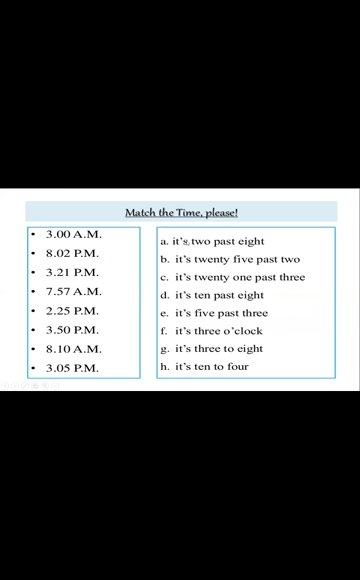 Match the Time, please!
• 3.00 A.M.
• 8.02 P.M.
• 3.21 P.M.
• 7.57 A.M.
• 2.25 P.M.
• 3.50 P.M.
• 8.10 A.M.
• 3.05 P.M.
a. it's two past eight
b. it's twenty five past two
c. it's twenty one past three
d. it's ten past eight
e. it's five past three
f. it's three o'clock
g. it's three to eight
h. it's ten to four